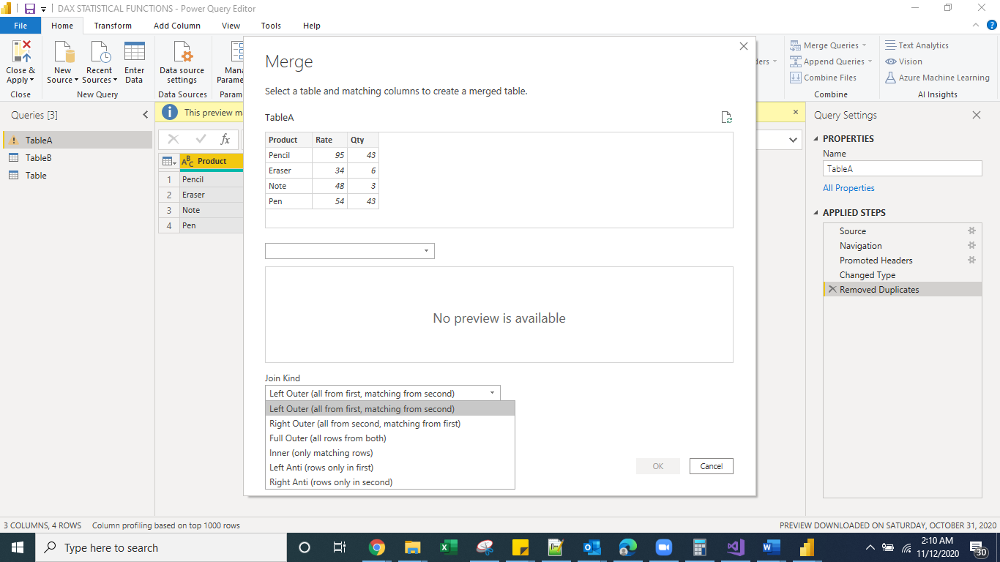 DAX STATISTICAL FUNCTIONS - Power Query Editor
File Home Transform Add Column View Tools Help
Close & Apply
New Source
Recent Sources
Enter Data
Data source settings
Close
New Query
Data Sources
Merge Queries
Append Queries
Combine Files
Combine
Text Analytics
Vision
Azure Machine Learning
AI Insights
Queries [3]
TableA
TableB
Table
This preview
fx
Product
1 Pencil
2 Eraser
3 Note
4 Pen
Merge
Select a table and matching columns to create a merged table.
TableA
Product Rate Qty
Pencil 95 43
Eraser 34 6
Note 48 3
Pen 54 43
No preview is available
Join Kind
Left Outer (all from first, matching from second)
Left Outer (all from first, matching from second)
Right Outer (all from second, matching from first)
Full Outer (all rows from both)
Inner (only matching rows)
Left Anti (rows only in first)
Right Anti (rows only in second)
OK Cancel
Query Settings
PROPERTIES
Name
TableA
All Properties
APPLIED STEPS
Source
Navigation
Promoted Headers
Changed Type
Removed Duplicates
3 COLUMNS, 4 ROWS Column profiling based on top 1000 rows
PREVIEW DOWNLOADED ON SATURDAY, OCTOBER 31, 2020
Type here to search
2:10 AM
11/12/2020
30